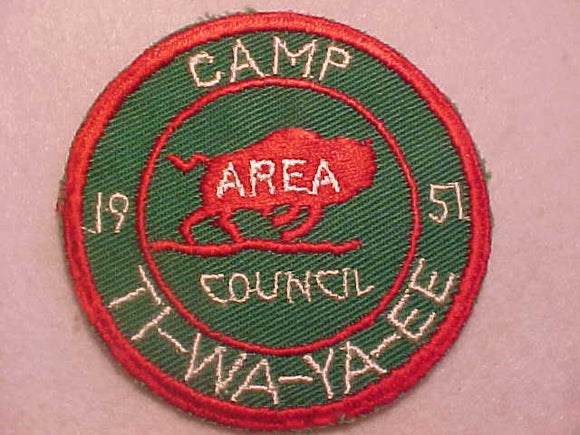 CAMP
AREA
19 51
COUNCIL
TI-WA-YA-EE